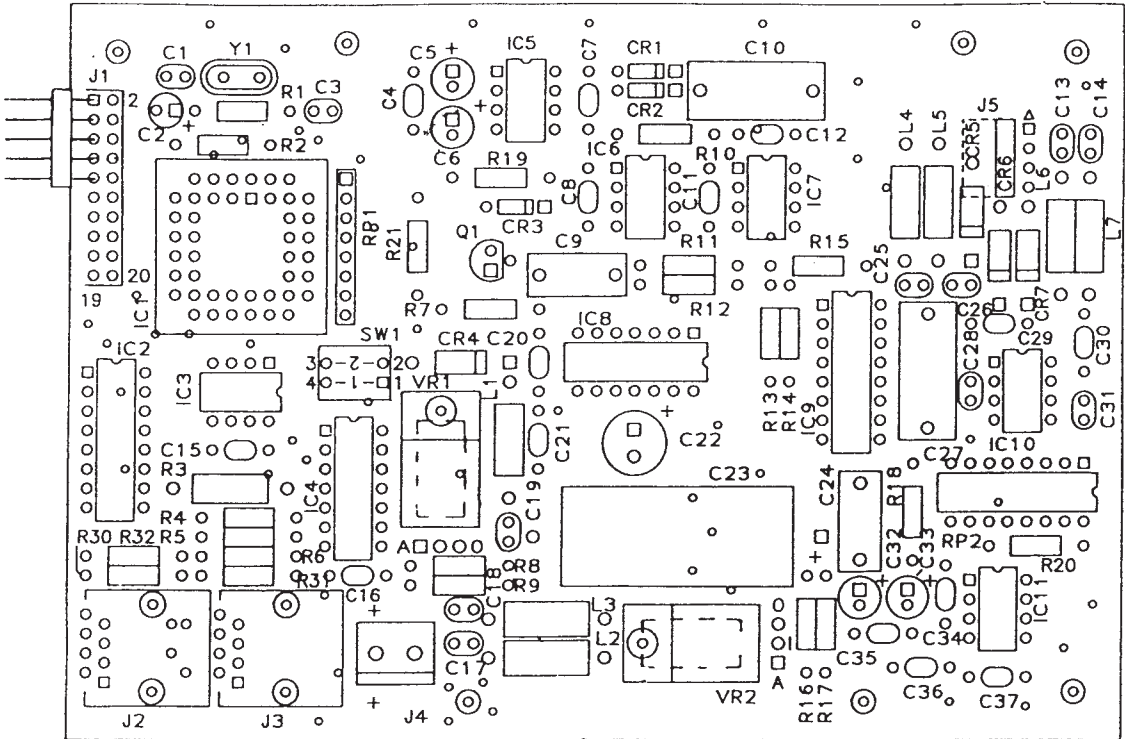 C5 + IC5 C7 CR1 C10
C1 Y1
J1 2 R1 C3 C4 + CR2 J5 C13 C14
C2 + R2 C6 IC6 C12 L4 L5 CR5
R19 R10 CR6 L6
C8 C11 IC7
RP1 R21 CR3 L7
Q1 C9 R11 R15 C25
19 20 IC1 R7 R12 C26 CR7
SW1 CR4 C20 IC8 C28 C29 C30
IC2 3 -2- 2
IC3 4 -1- 1 VR1 L1 R13 R14 IC9 C31
+ C22 IC10
C15 C21 C27
R3 IC4 C23 C24 R18
C19
R4
R30 R32 R5 R6 A R8 + C32 C33 RP2 R20
R31 C16 C18 R9 + + IC11
+ L3 C34
L2 C35
C17 A C36 C37
J2 J3 + J4 VR2 R16 R17